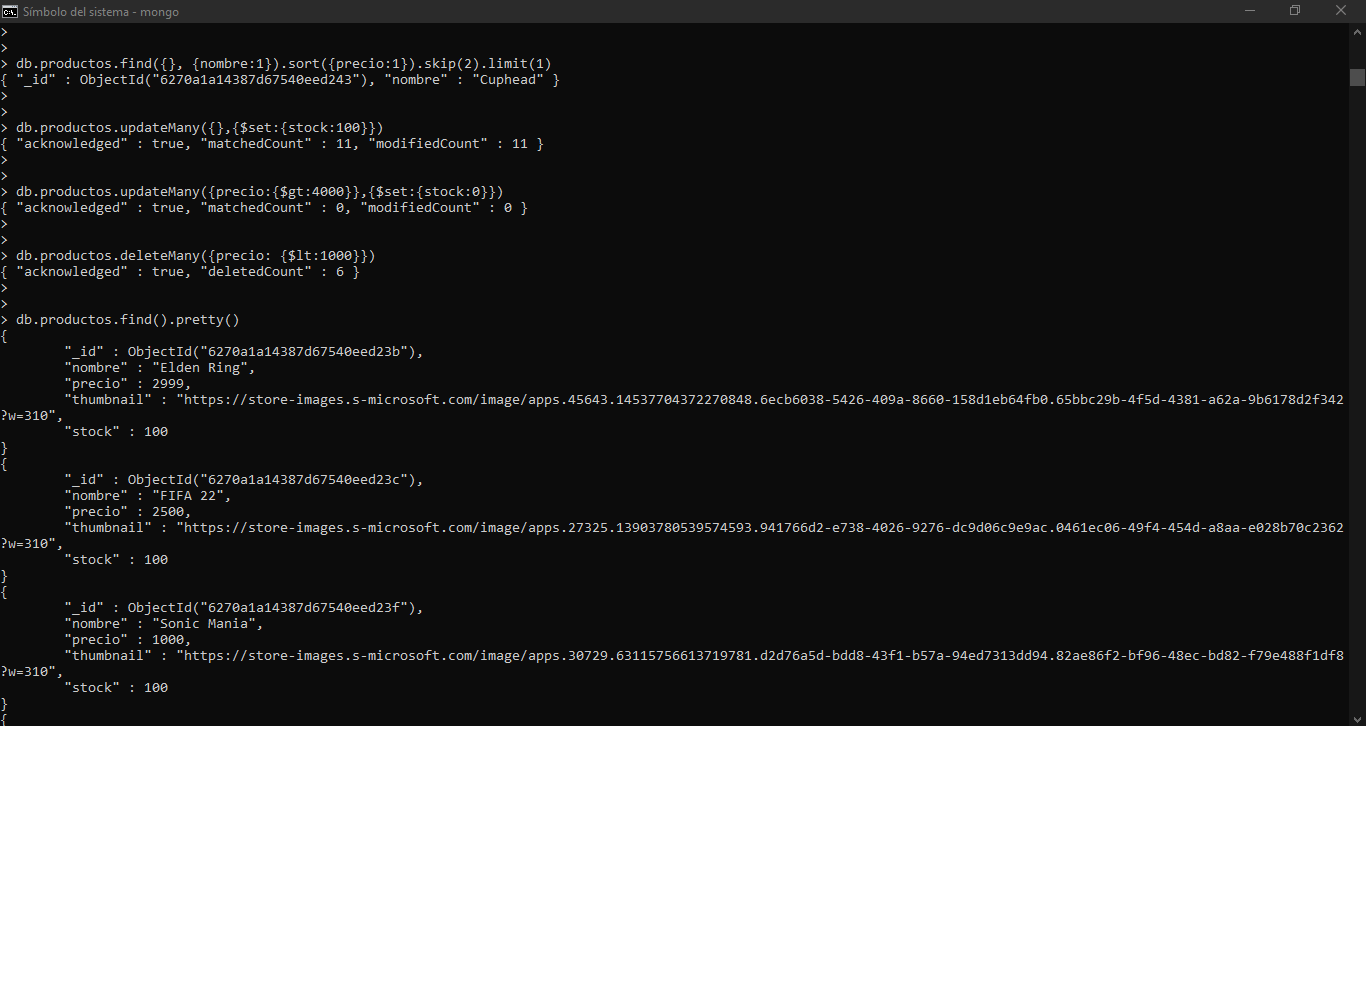 Símbolo del sistema - mongo
>
>
> db.productos.find({}, {nombre:1}).sort({precio:1}).skip(2).limit(1)
{ "_id" : ObjectId("6270a1a14387d67540eed243"), "nombre" : "Cuphead" }
>
>
> db.productos.updateMany({},{$set:{stock:100}})
{ "acknowledged" : true, "matchedCount" : 11, "modifiedCount" : 11 }
>
>
> db.productos.updateMany({precio:{$gt:4000}},{$set:{stock:0}})
{ "acknowledged" : true, "matchedCount" : 0, "modifiedCount" : 0 }
>
>
> db.productos.deleteMany({precio: {$lt:1000}})
{ "acknowledged" : true, "deletedCount" : 6 }
>
>
> db.productos.find().pretty()
{
        "_id" : ObjectId("6270a1a14387d67540eed23b"),
        "nombre" : "Elden Ring",
        "precio" : 2999,
        "thumbnail" : "https://store-images.s-microsoft.com/image/apps.45643.14537704372270848.6ecb6038-5426-409a-8660-158d1eb64fb0.65bbc29b-4f5d-4381-a62a-9b6178d2f342
?w=310",
        "stock" : 100
}
{
        "_id" : ObjectId("6270a1a14387d67540eed23c"),
        "nombre" : "FIFA 22",
        "precio" : 2500,
        "thumbnail" : "https://store-images.s-microsoft.com/image/apps.27325.13903780539574593.941766d2-e738-4026-9276-dc9d06c9e9ac.0461ec06-49f4-454d-a8aa-e028b70c2362
?w=310",
        "stock" : 100
}
{
        "_id" : ObjectId("6270a1a14387d67540eed23f"),
        "nombre" : "Sonic Mania",
        "precio" : 1000,
        "thumbnail" : "https://store-images.s-microsoft.com/image/apps.30729.63115756613719781.d2d76a5d-bdd8-43f1-b57a-94ed7313dd94.82ae86f2-bf96-48ec-bd82-f79e488f1df8
?w=310",
        "stock" : 100
}
{